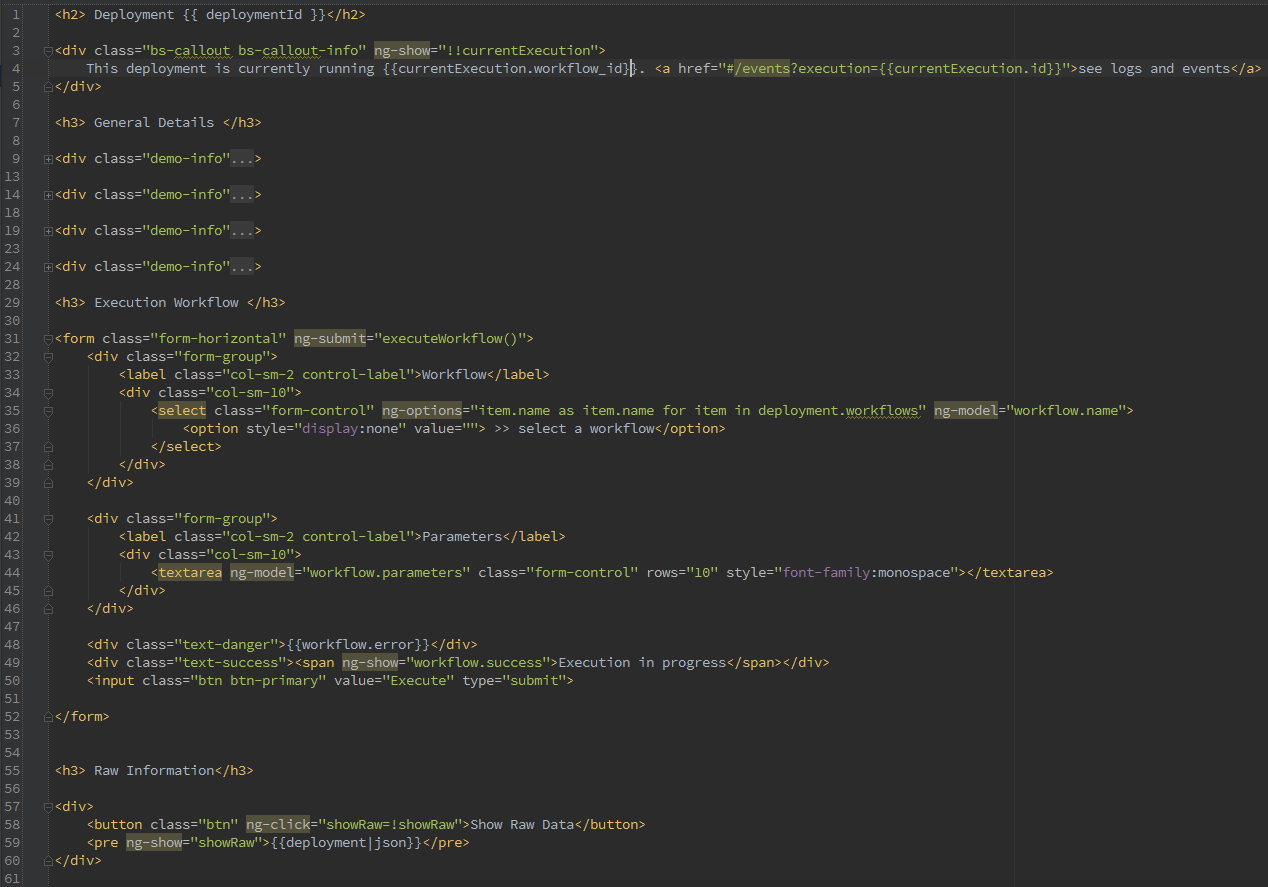 1 <h2> Deployment {{ deploymentId }}</h2>
2
3 <div class="bs-callout bs-callout-info" ng-show="!!currentExecution">
4     This deployment is currently running {{currentExecution.workflow_id}}. <a href="#/events?execution={{currentExecution.id}}">see logs and events</a>
5 </div>
6
7 <h3> General Details </h3>
8
9 <div class="demo-info"...>
13
14 <div class="demo-info"...>
18
19 <div class="demo-info"...>
23
24 <div class="demo-info"...>
28
29 <h3> Execution Workflow </h3>
30
31 <form class="form-horizontal" ng-submit="executeWorkflow()">
32     <div class="form-group">
33         <label class="col-sm-2 control-label">Workflow</label>
34         <div class="col-sm-10">
35             <select class="form-control" ng-options="item.name as item.name for item in deployment.workflows" ng-model="workflow.name">
36                 <option style="display:none" value=""> >> select a workflow</option>
37             </select>
38         </div>
39     </div>
40
41     <div class="form-group">
42         <label class="col-sm-2 control-label">Parameters</label>
43         <div class="col-sm-10">
44             <textarea ng-model="workflow.parameters" class="form-control" rows="10" style="font-family:monospace"></textarea>
45         </div>
46     </div>
47
48     <div class="text-danger">{{workflow.error}}</div>
49     <div class="text-success"><span ng-show="workflow.success">Execution in progress</span></div>
50     <input class="btn btn-primary" value="Execute" type="submit">
51
52 </form>
53
54
55 <h3> Raw Information</h3>
56
57 <div>
58     <button class="btn" ng-click="showRaw=!showRaw">Show Raw Data</button>
59     <pre ng-show="showRaw">{{deployment|json}}</pre>
60 </div>
61